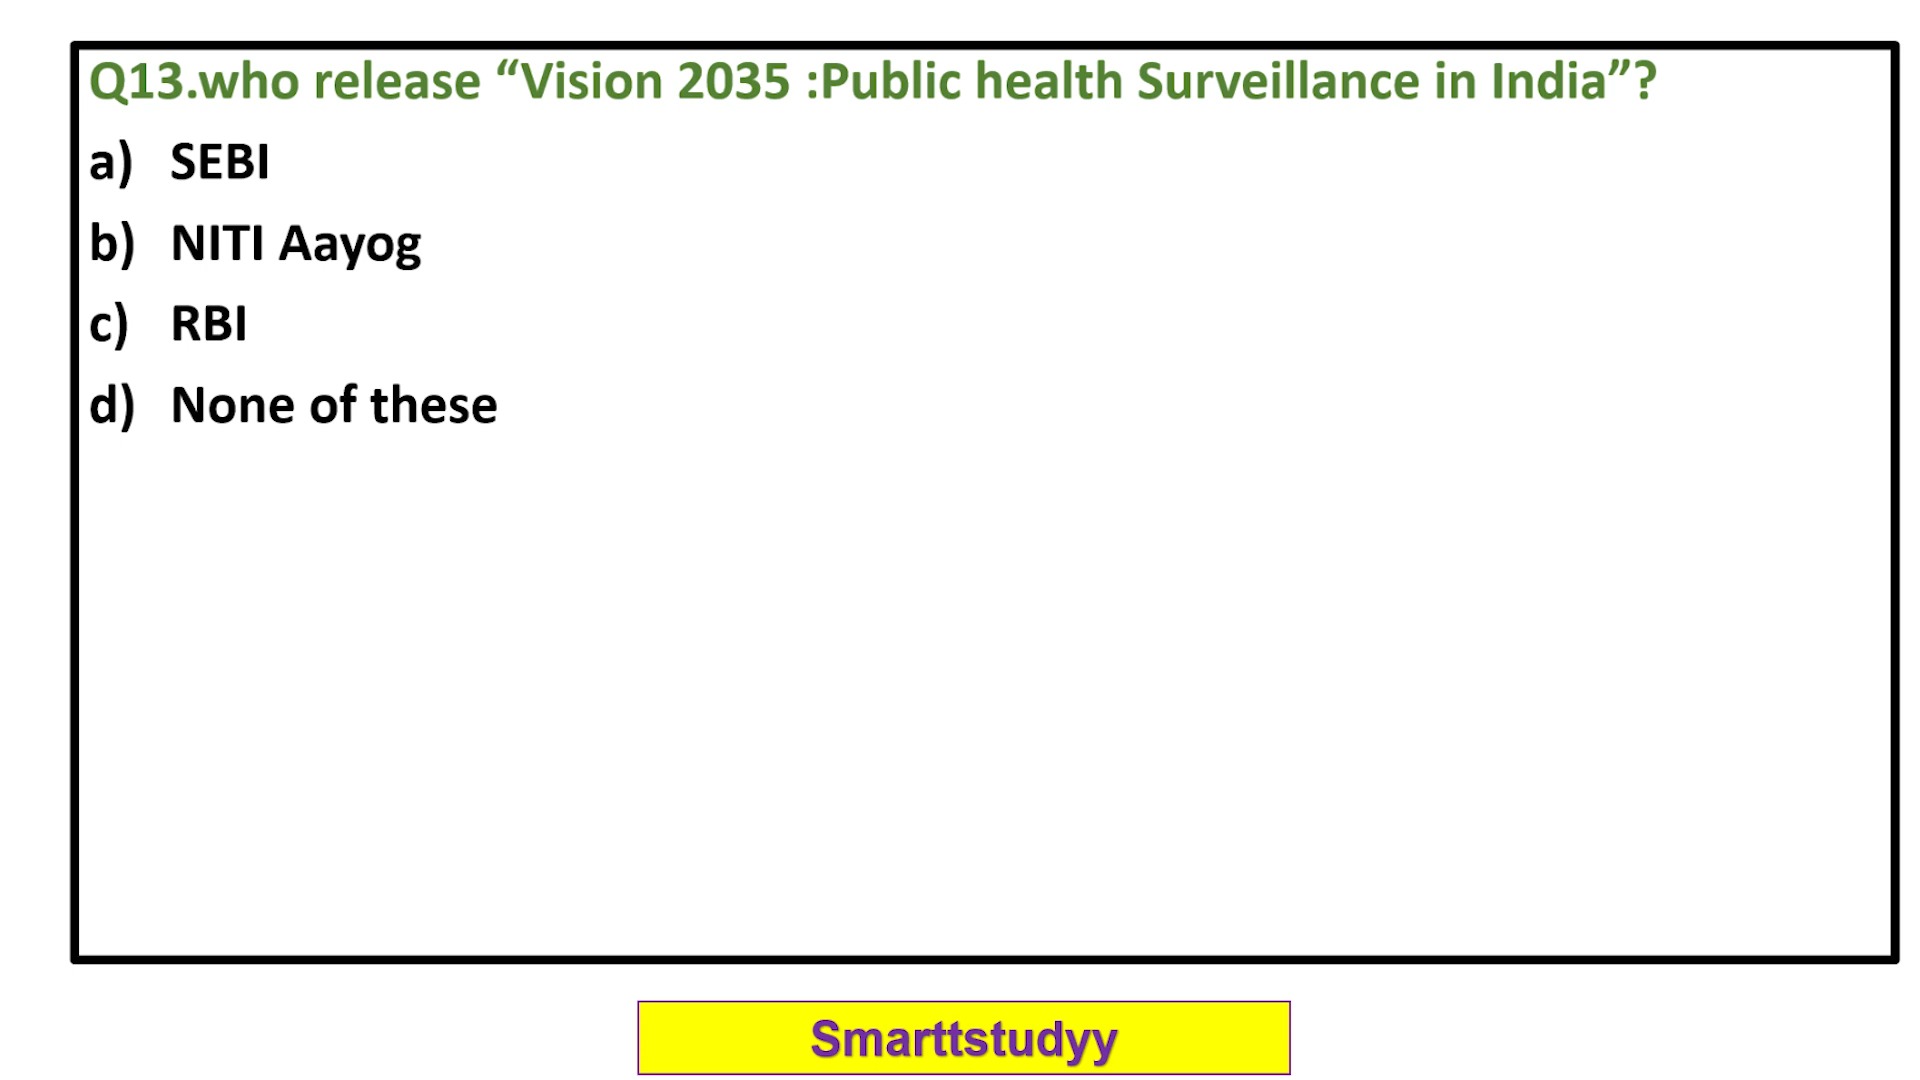 Q13.who release “Vision 2035 :Public health Surveillance in India”?
a) SEBI
b) NITI Aayog
c) RBI
d) None of these
Smarttstudyy